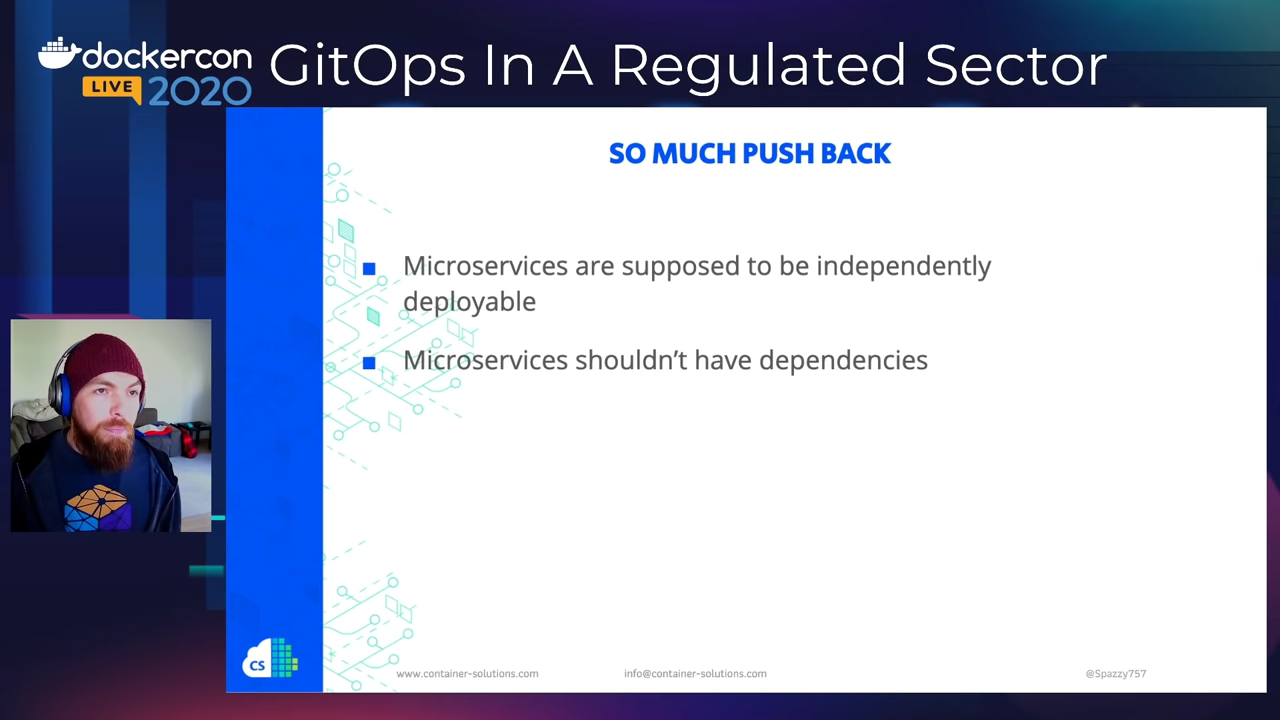 dockercon
LIVE 2020
GitOps In A Regulated Sector
SO MUCH PUSH BACK
Microservices are supposed to be independently
deployable
Microservices shouldn’t have dependencies
CS
www.container-solutions.com
info@container-solutions.com
@Spazzy757